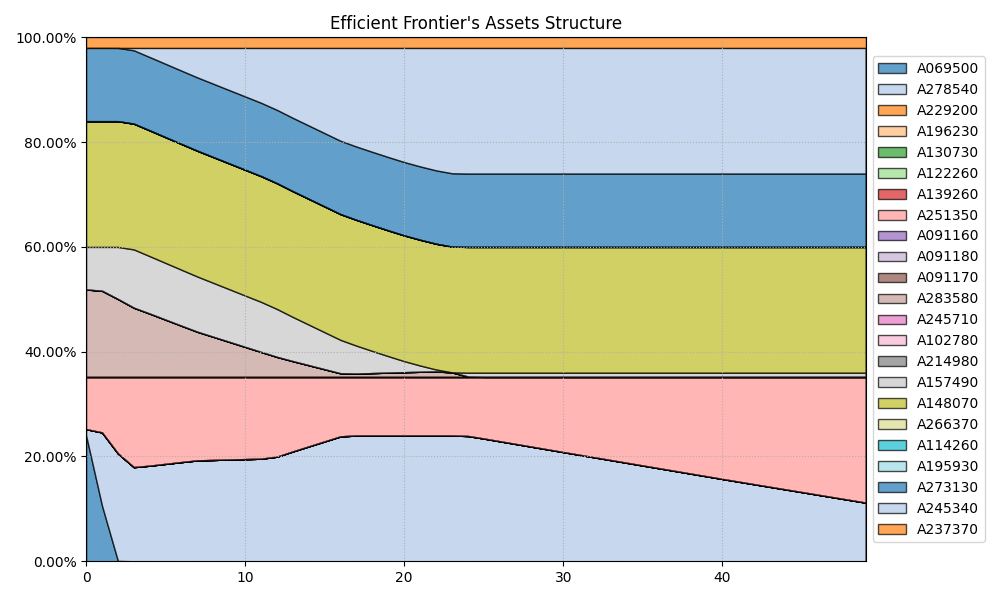 Efficient Frontier's Assets Structure
100.00%
80.00%
60.00%
40.00%
20.00%
0.00%
0
10
20
30
40
A069500
A278540
A229200
A196230
A130730
A122260
A139260
A251350
A091160
A091180
A091170
A283580
A245710
A102780
A214980
A157490
A148070
A266370
A114260
A195930
A273130
A245340
A237370